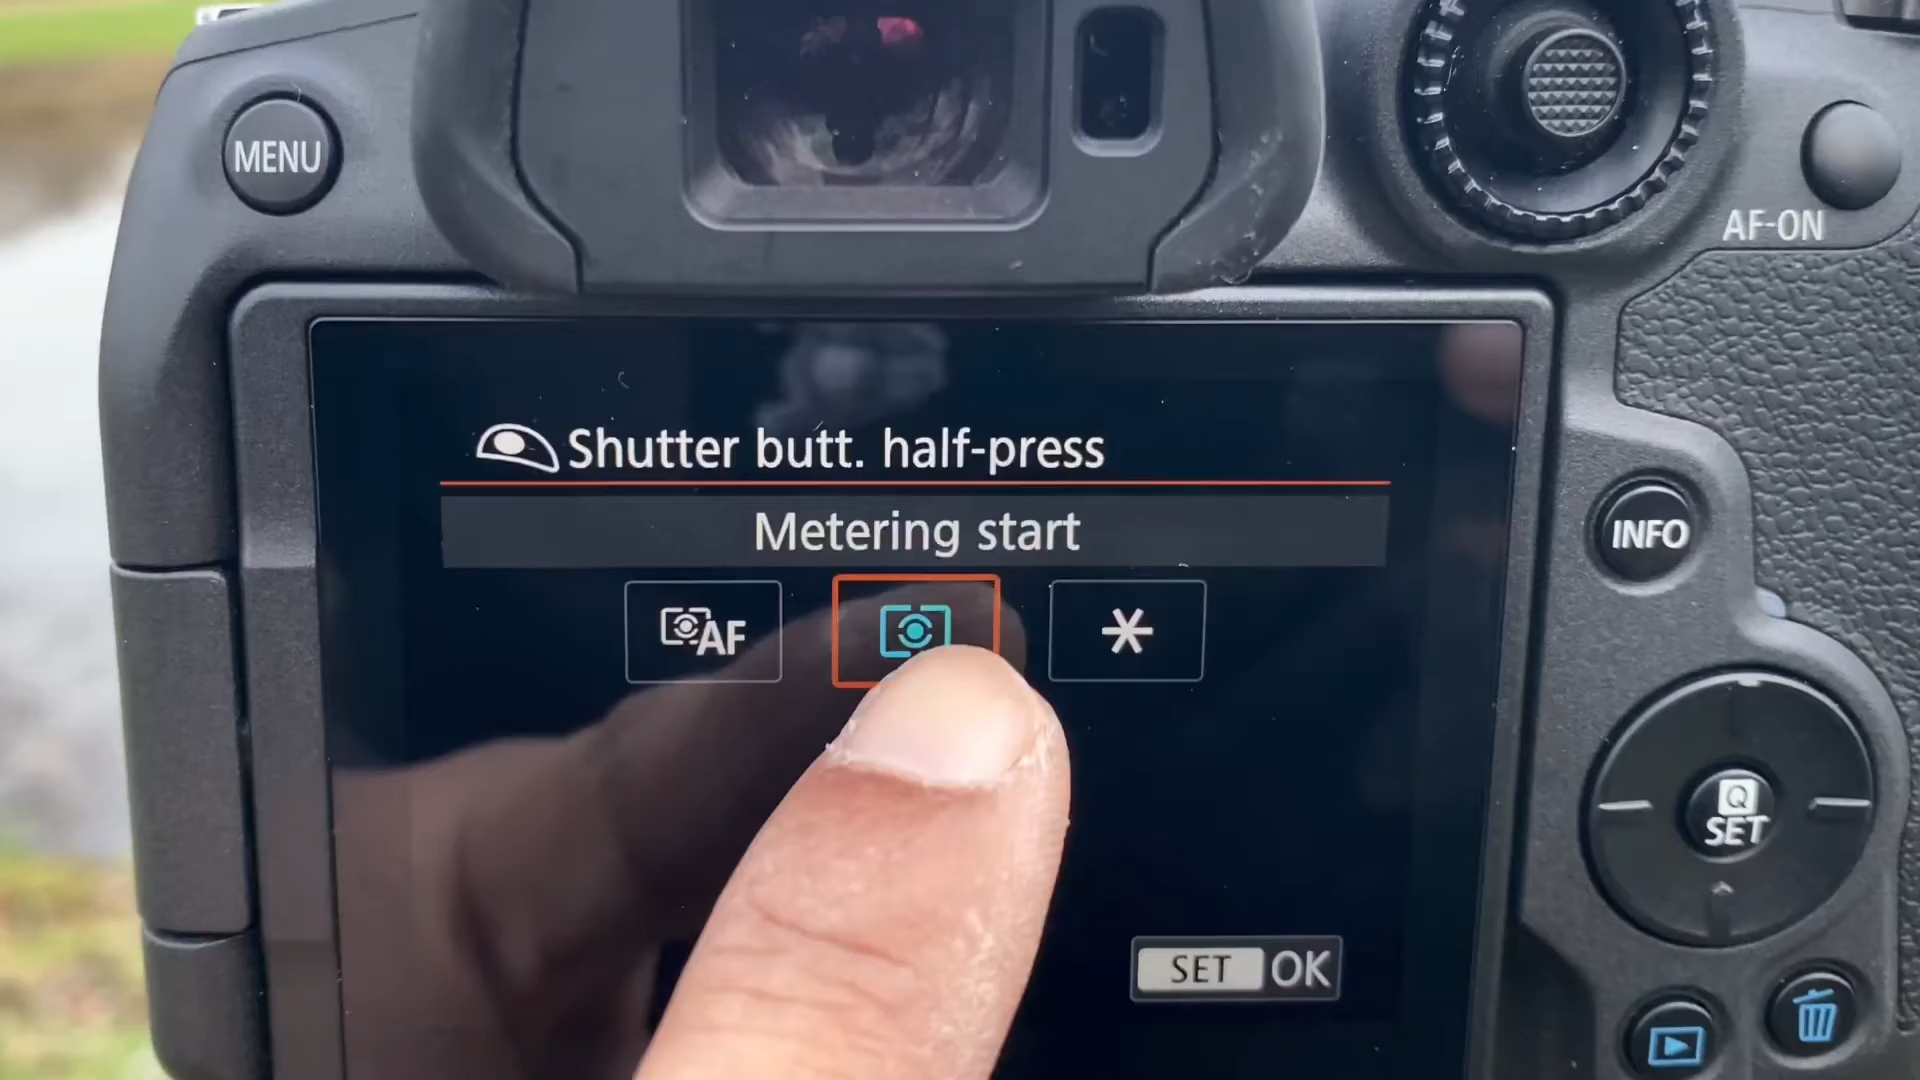 MENU
AF-ON
Shutter butt. half-press
Metering start
AF
INFO
Q
SET
SET OK